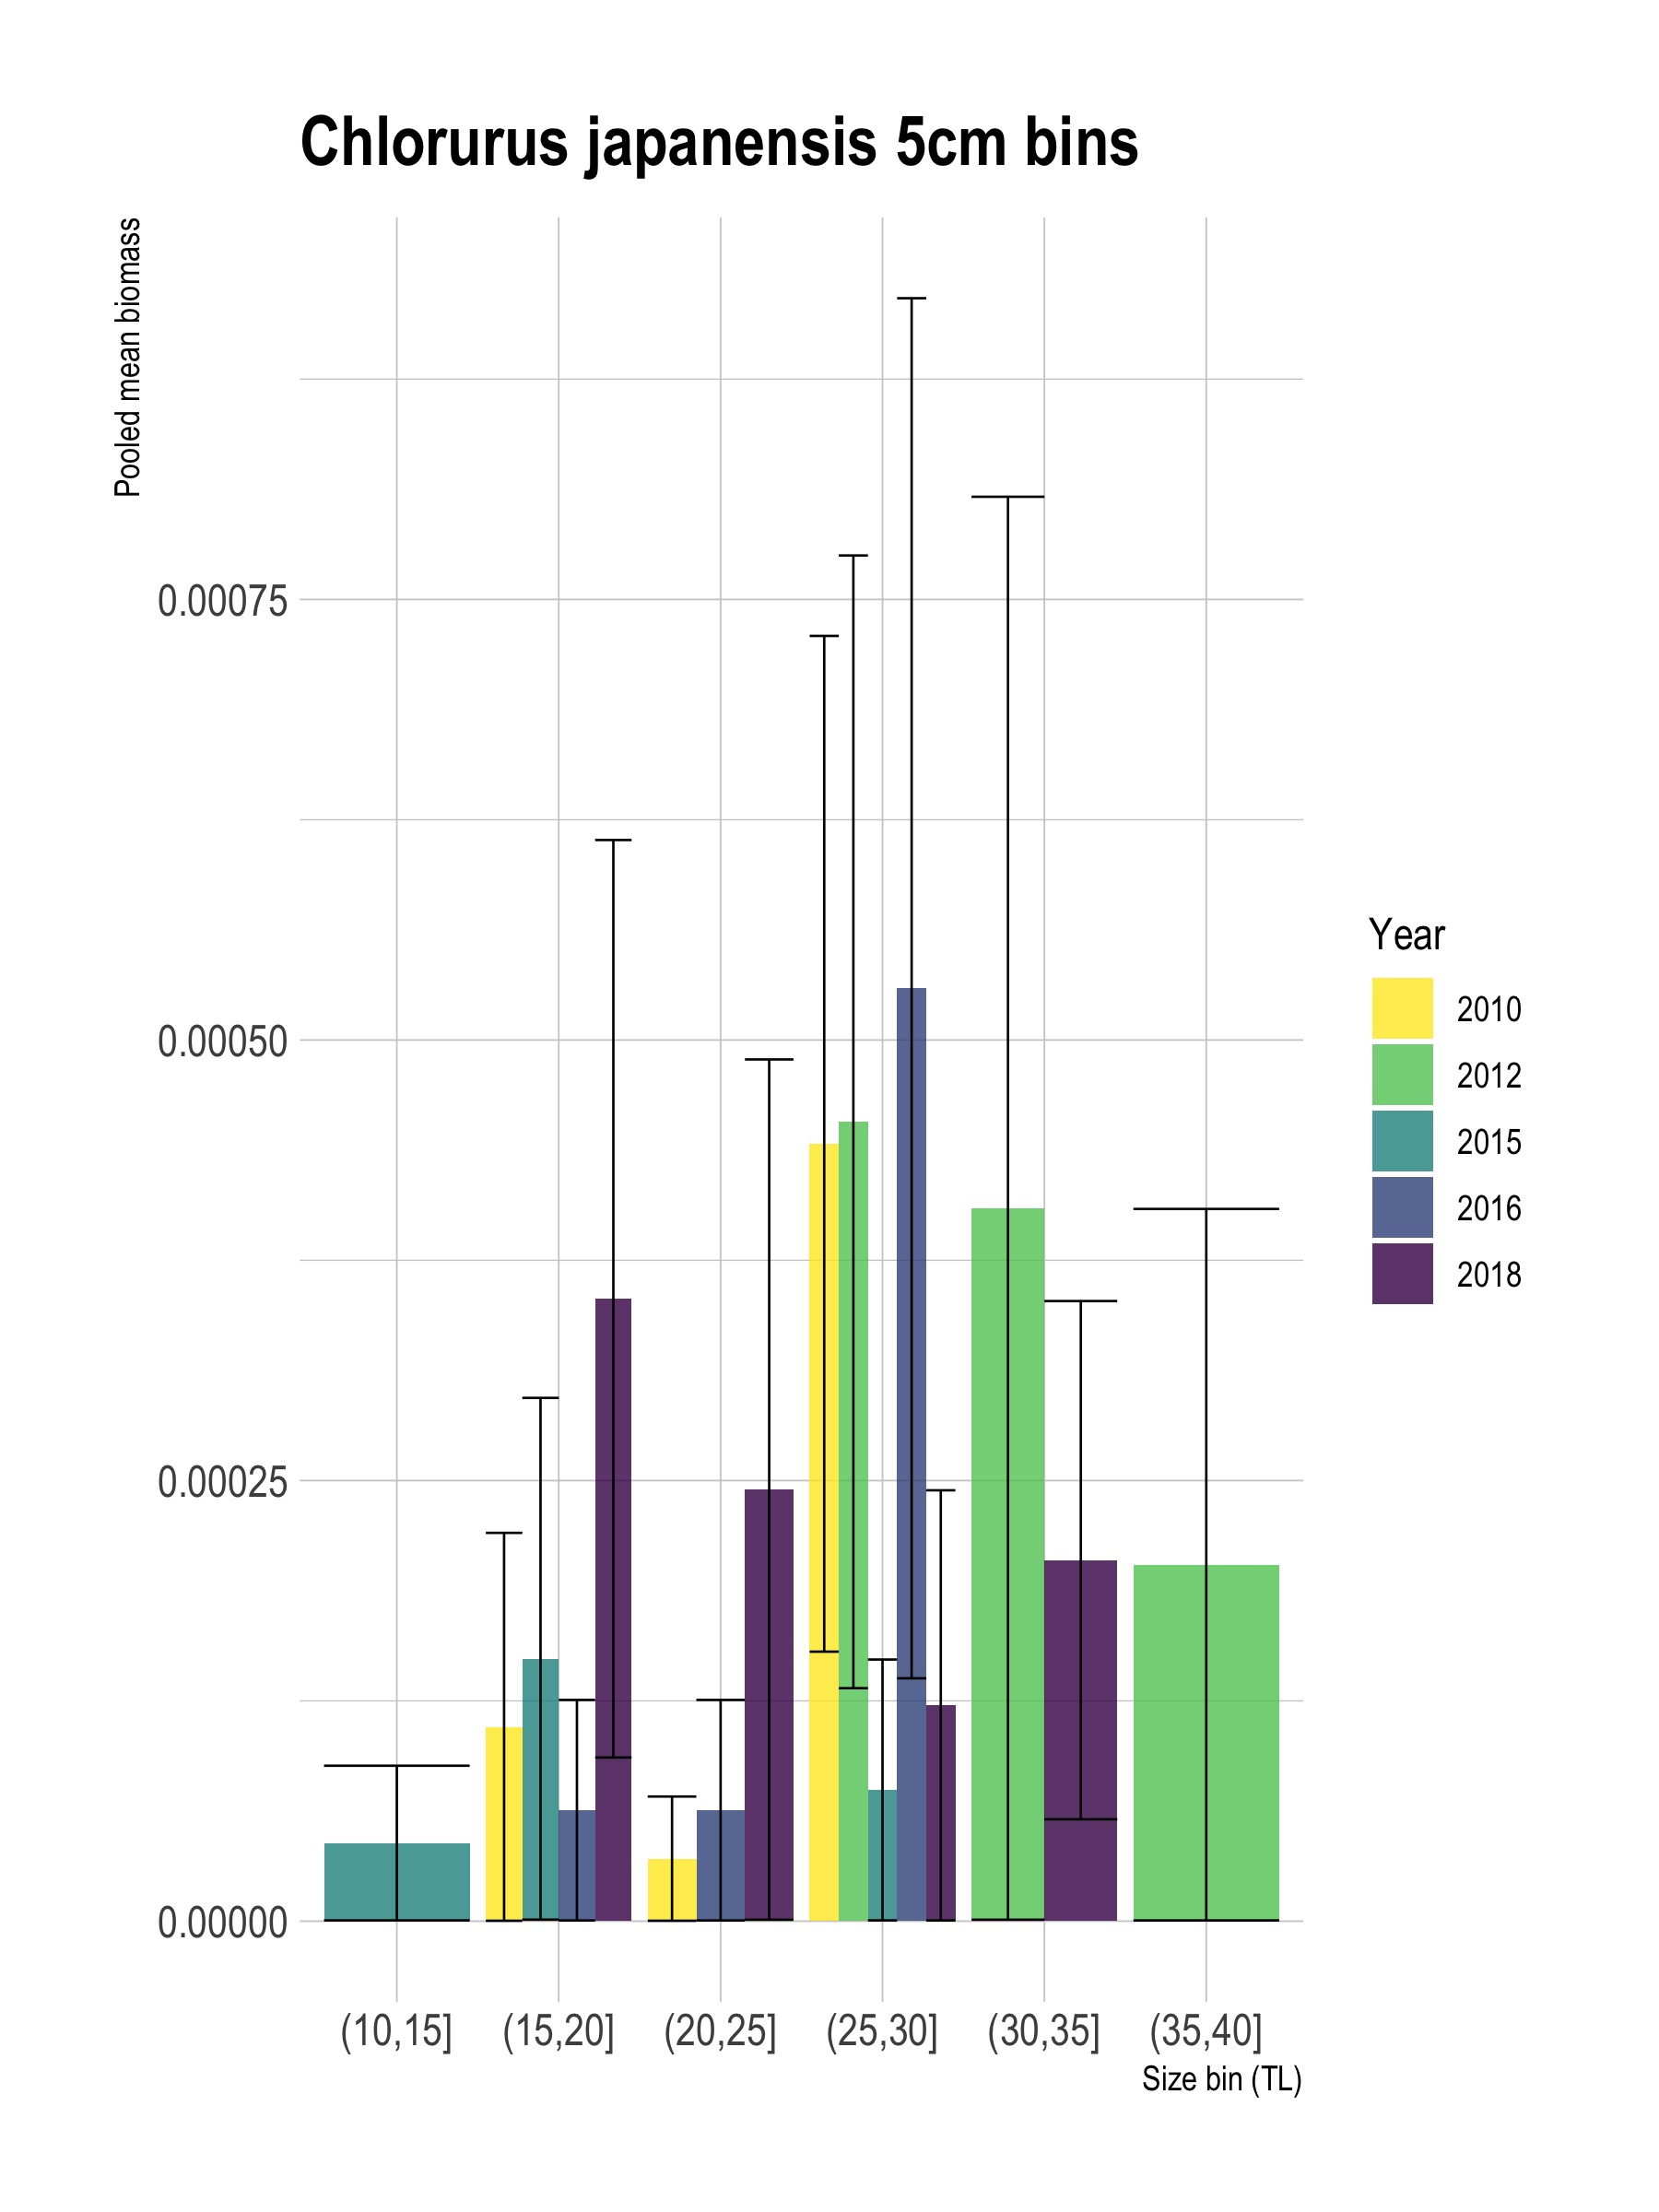 Chlorurus japanensis 5cm bins
Pooled mean biomass
0.00075
0.00050
0.00025
0.00000
(10,15] (15,20] (20,25] (25,30] (30,35] (35,40]
Size bin (TL)
Year
2010
2012
2015
2016
2018